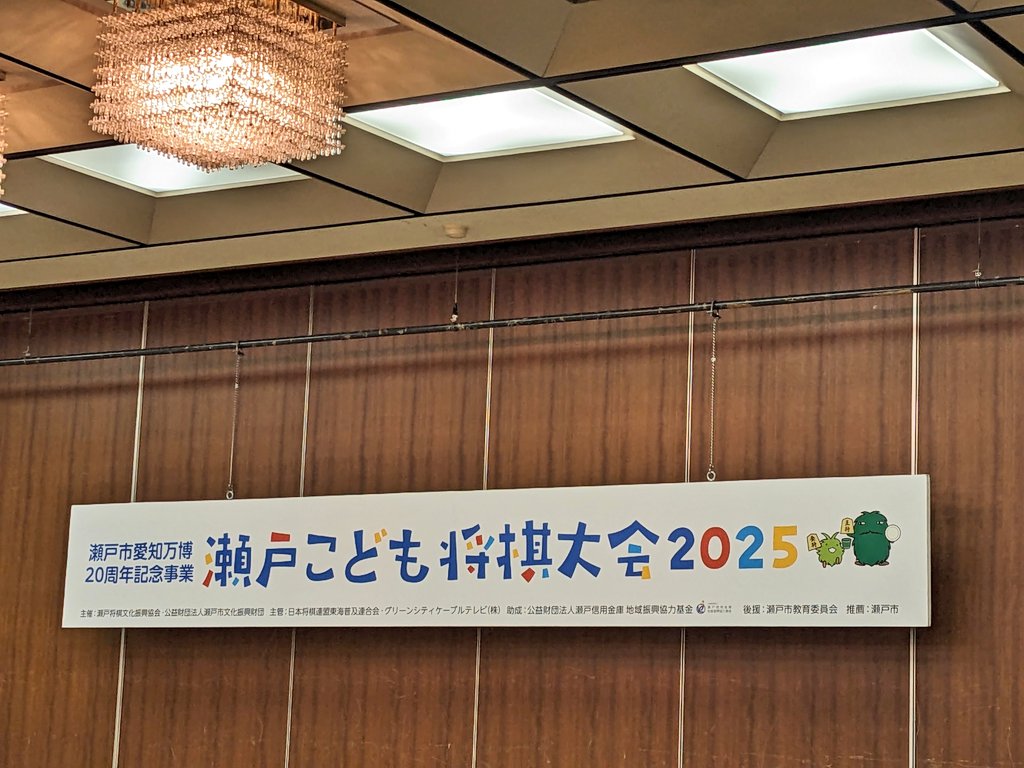 瀬戸市愛知万博
20周年記念事業
瀬戸こども将棋大会2025
主催：瀬戸将棋文化振興協会・公益財団法人瀬戸市文化振興財団 主管：日本将棋連盟東海普及連合会・グリーンシティケーブルテレビ(株) 助成：公益財団法人瀬戸信用金庫 地域振興協力基金 後援：瀬戸市教育委員会 推薦：瀬戸市